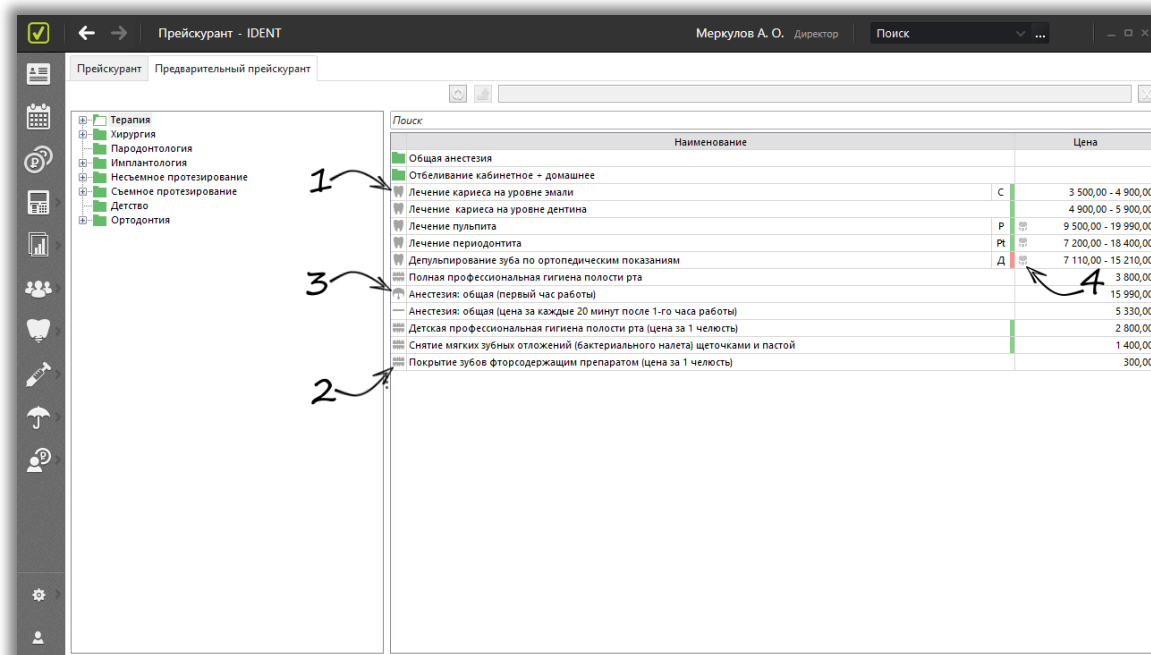 Прейскурант - IDENT
Меркулов А. О. Директор
Поиск
...
Прейскурант Предварительный прейскурант
Терапия
Хирургия
Пародонтология
Имплантология
Несъемное протезирование
Съемное протезирование
Детство
Ортодонтия
Поиск
Наименование Цена
Общая анестезия
Отбеливание кабинетное + домашнее
1 Лечение кариеса на уровне эмали С 3 500,00 - 4 900,00
Лечение кариеса на уровне дентина 4 900,00 - 5 900,00
Лечение пульпита P 9 500,00 - 19 990,00
Лечение периодонтита Pt 7 200,00 - 18 400,00
Депульпирование зуба по ортопедическим показаниям Д 7 110,00 - 15 210,00
Полная профессиональная гигиена полости рта 3 800,00
3 Анестезия: общая (первый час работы) 4 15 990,00
Анестезия: общая (цена за каждые 20 минут после 1-го часа работы) 5 330,00
Детская профессиональная гигиена полости рта (цена за 1 челюсть) 2 800,00
Снятие мягких зубных отложений (бактериального налета) щеточками и пастой 1 400,00
2 Покрытие зубов фторсодержащим препаратом (цена за 1 челюсть) 300,00